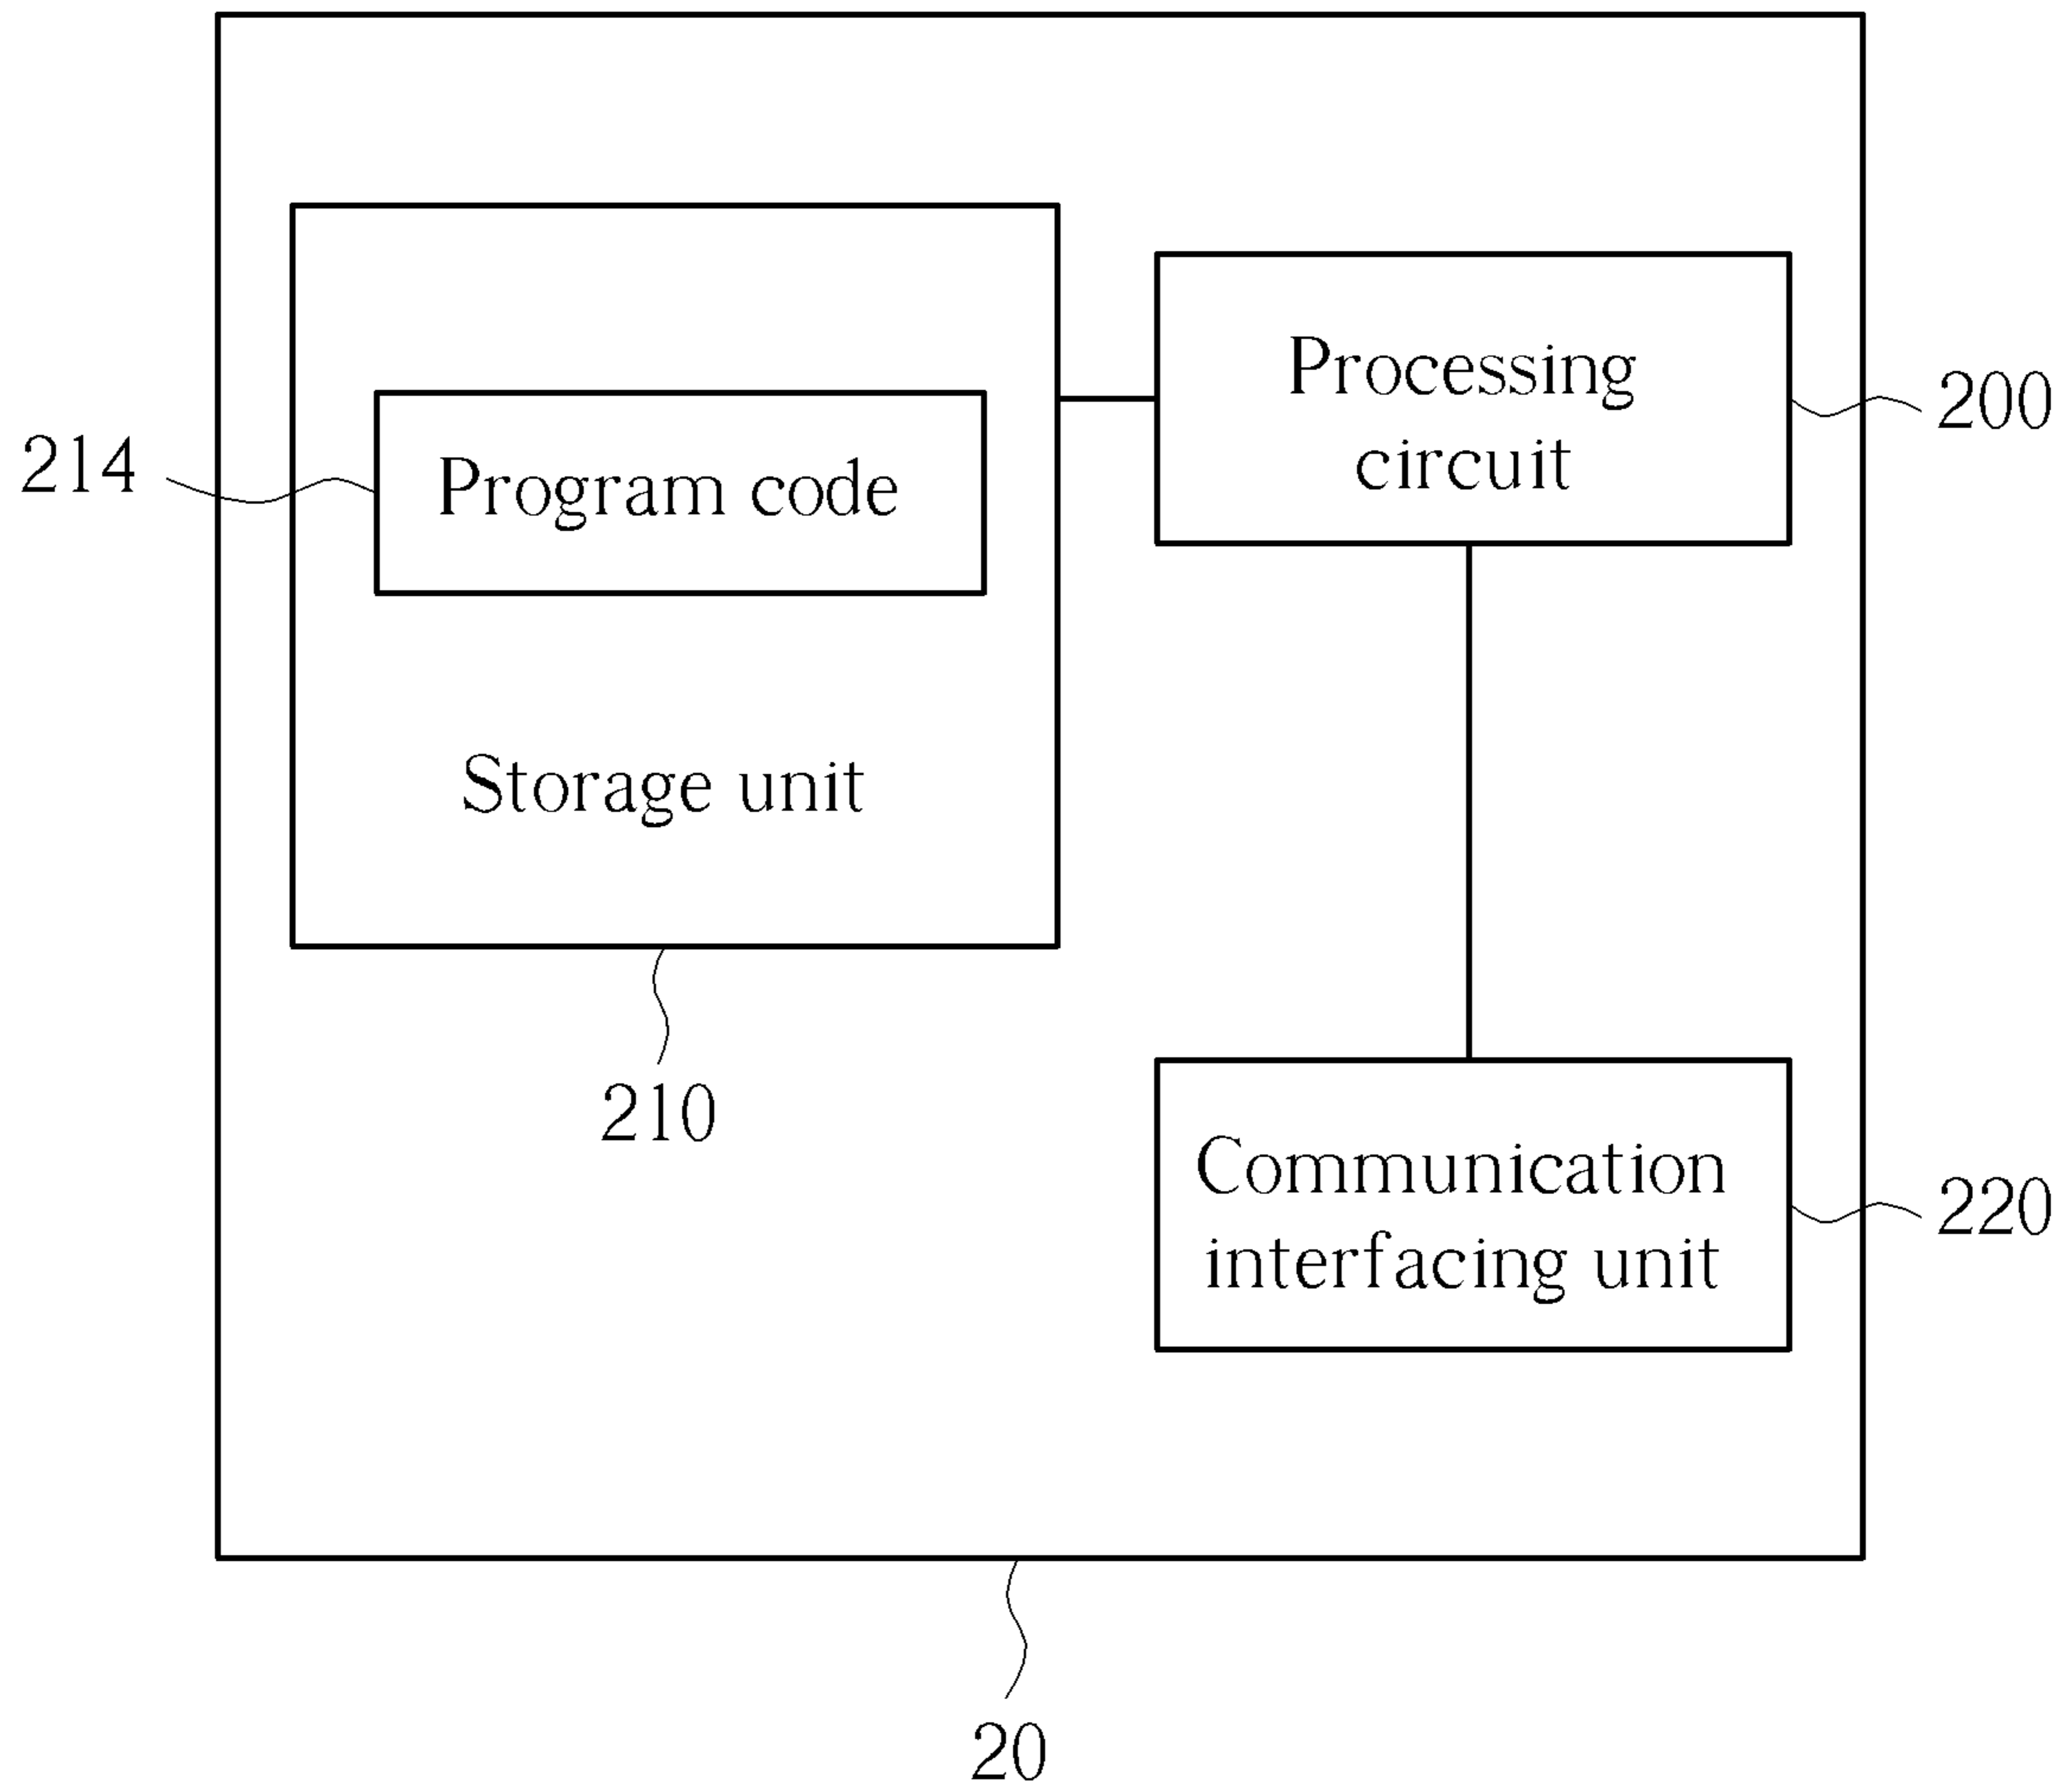 Processing
circuit
200
214
Program code
Storage unit
210
Communication
interfacing unit
220
20